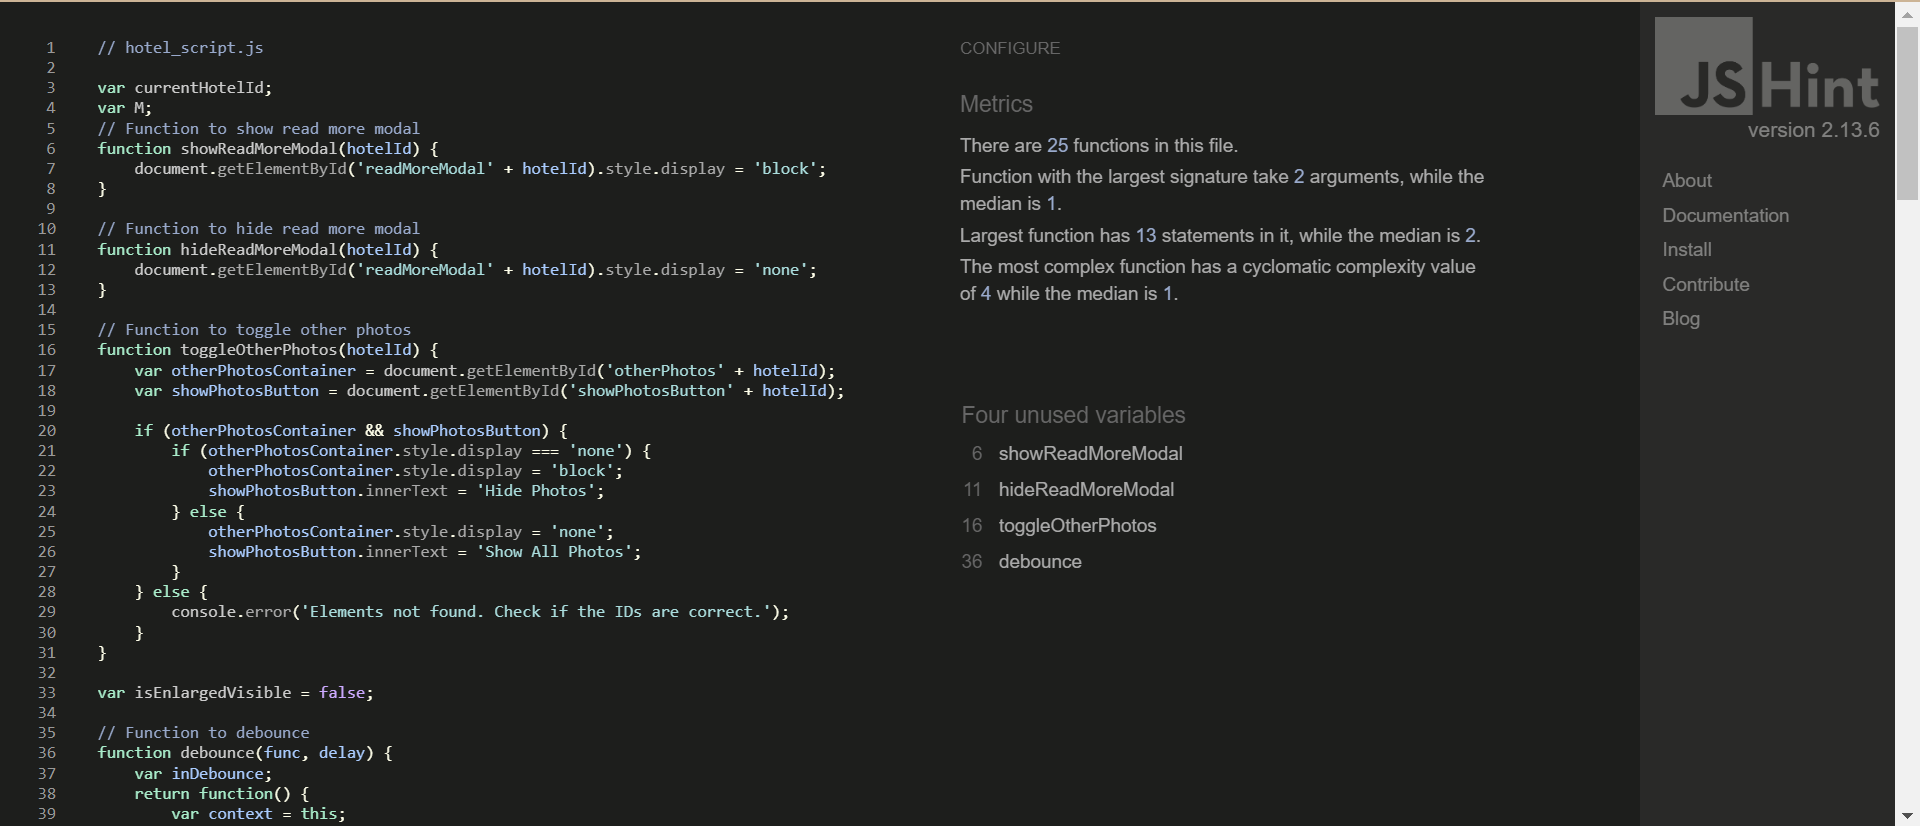 1 // hotel_script.js
2
3 var currentHotelId;
4 var M;
5 // Function to show read more modal
6 function showReadMoreModal(hotelId) {
7 document.getElementById('readMoreModal' + hotelId).style.display = 'block';
8 }
9
10 // Function to hide read more modal
11 function hideReadMoreModal(hotelId) {
12 document.getElementById('readMoreModal' + hotelId).style.display = 'none';
13 }
14
15 // Function to toggle other photos
16 function toggleOtherPhotos(hotelId) {
17 var otherPhotosContainer = document.getElementById('otherPhotos' + hotelId);
18 var showPhotosButton = document.getElementById('showPhotosButton' + hotelId);
19
20 if (otherPhotosContainer && showPhotosButton) {
21 if (otherPhotosContainer.style.display === 'none') {
22 otherPhotosContainer.style.display = 'block';
23 showPhotosButton.innerText = 'Hide Photos';
24 } else {
25 otherPhotosContainer.style.display = 'none';
26 showPhotosButton.innerText = 'Show All Photos';
27 }
28 } else {
29 console.error('Elements not found. Check if the IDs are correct.');
30 }
31 }
32
33 var isEnlargedVisible = false;
34
35 // Function to debounce
36 function debounce(func, delay) {
37 var inDebounce;
38 return function() {
39 var context = this;
CONFIGURE
Metrics
There are 25 functions in this file.
Function with the largest signature take 2 arguments, while the
median is 1.
Largest function has 13 statements in it, while the median is 2.
The most complex function has a cyclomatic complexity value
of 4 while the median is 1.
Four unused variables
6 showReadMoreModal
11 hideReadMoreModal
16 toggleOtherPhotos
36 debounce
JSHint
version 2.13.6
About
Documentation
Install
Contribute
Blog